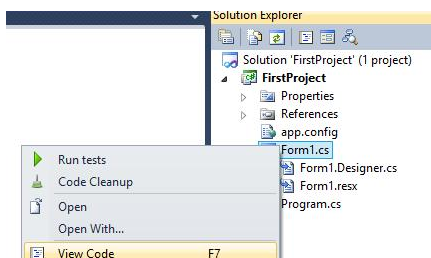 Solution Explorer
Solution 'FirstProject' (1 project)
FirstProject
Properties
References
app.config
Form1.cs
Form1.Designer.cs
Form1.resx
Program.cs
Run tests
Code Cleanup
Open
Open With...
View Code F7